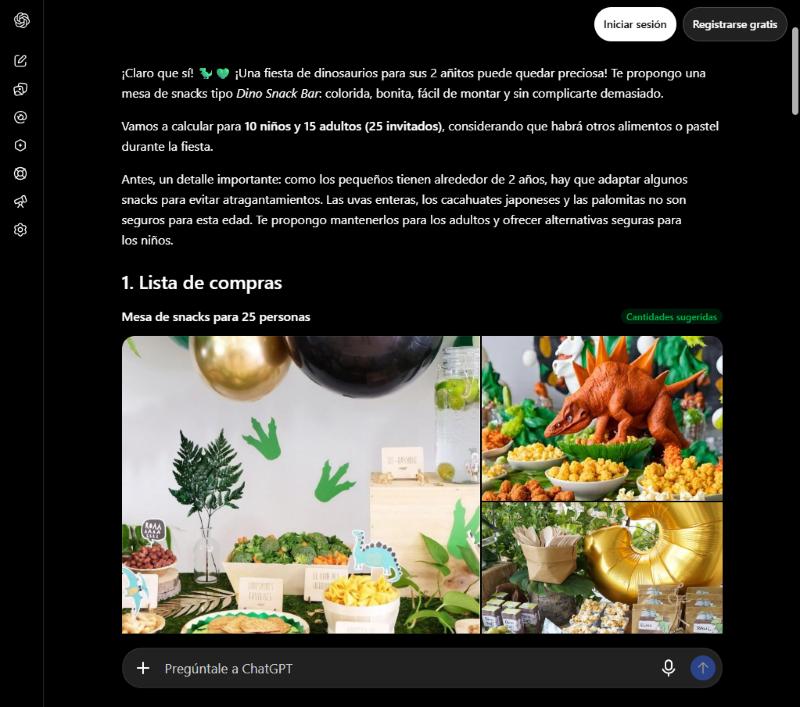 Iniciar sesión
Registrarse gratis
¡Claro que sí! 🦖💚 ¡Una fiesta de dinosaurios para sus 2 añitos puede quedar preciosa! Te propongo una
mesa de snacks tipo Dino Snack Bar: colorida, bonita, fácil de montar y sin complicarte demasiado.
Vamos a calcular para 10 niños y 15 adultos (25 invitados), considerando que habrá otros alimentos o pastel
durante la fiesta.
Antes, un detalle importante: como los pequeños tienen alrededor de 2 años, hay que adaptar algunos
snacks para evitar atragantamientos. Las uvas enteras, los cacahuates japoneses y las palomitas no son
seguros para esta edad. Te propongo mantenerlos para los adultos y ofrecer alternativas seguras para
los niños.
1. Lista de compras
Mesa de snacks para 25 personas
Cantidades sugeridas
Pregúntale a ChatGPT